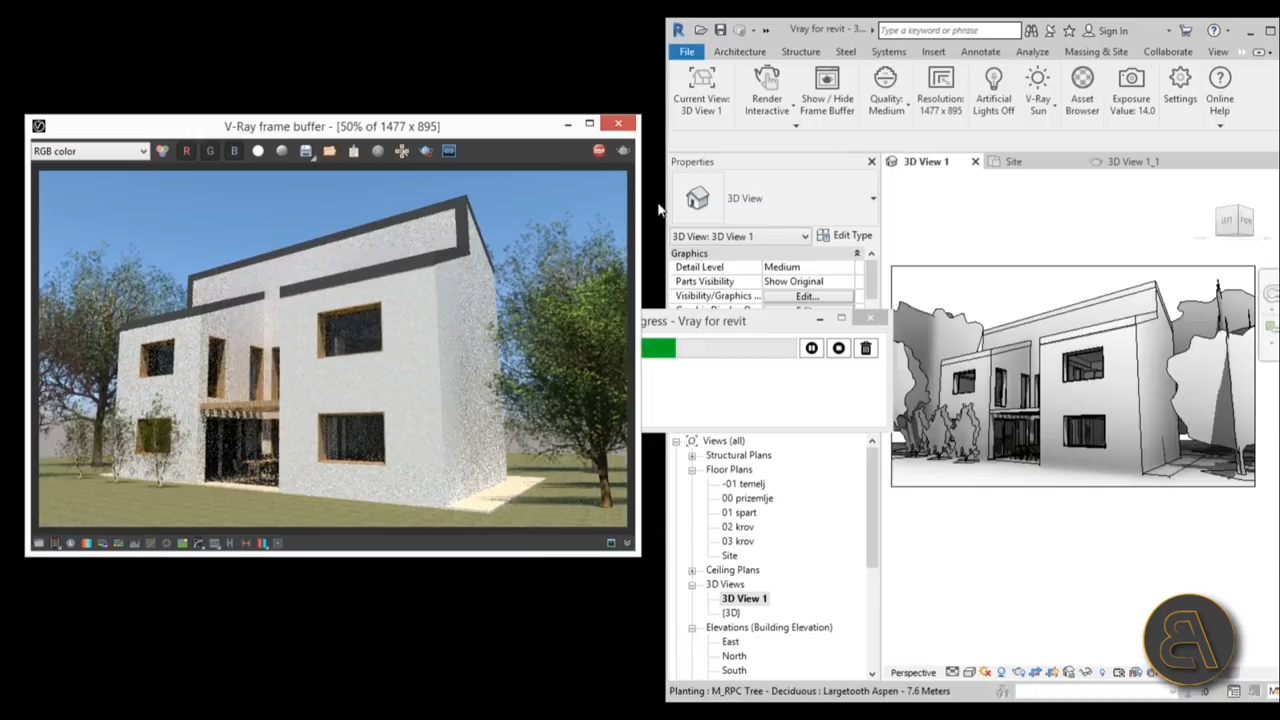 V-Ray frame buffer - [50% of 1477 x 895]
RGB color
R G B
Vray for revit - 3...
Type a keyword or phrase
Sign In
File Architecture Structure Steel Systems Insert Annotate Analyze Massing & Site Collaborate View
Current View:
3D View 1
Render
Interactive
Show / Hide
Frame Buffer
Quality:
Medium
Resolution:
1477 x 895
Artificial
Lights Off
V-Ray
Sun
Asset
Browser
Exposure
Value: 14.0
Settings
Online
Help
Properties
3D View 1 Site 3D View 1_1
3D View
3D View: 3D View 1 Edit Type
Graphics
Detail Level Medium
Parts Visibility Show Original
Visibility/Graphics ... Edit...
gress - Vray for revit
LEFT
Views (all)
Structural Plans
Floor Plans
-01 temelj
00 prizemlje
01 spart
02 krov
03 krov
Site
Ceiling Plans
3D Views
3D View 1
{3D}
Elevations (Building Elevation)
East
North
South
Perspective
Planting : M_RPC Tree - Deciduous : Largetooth Aspen - 7.6 Meters
:0